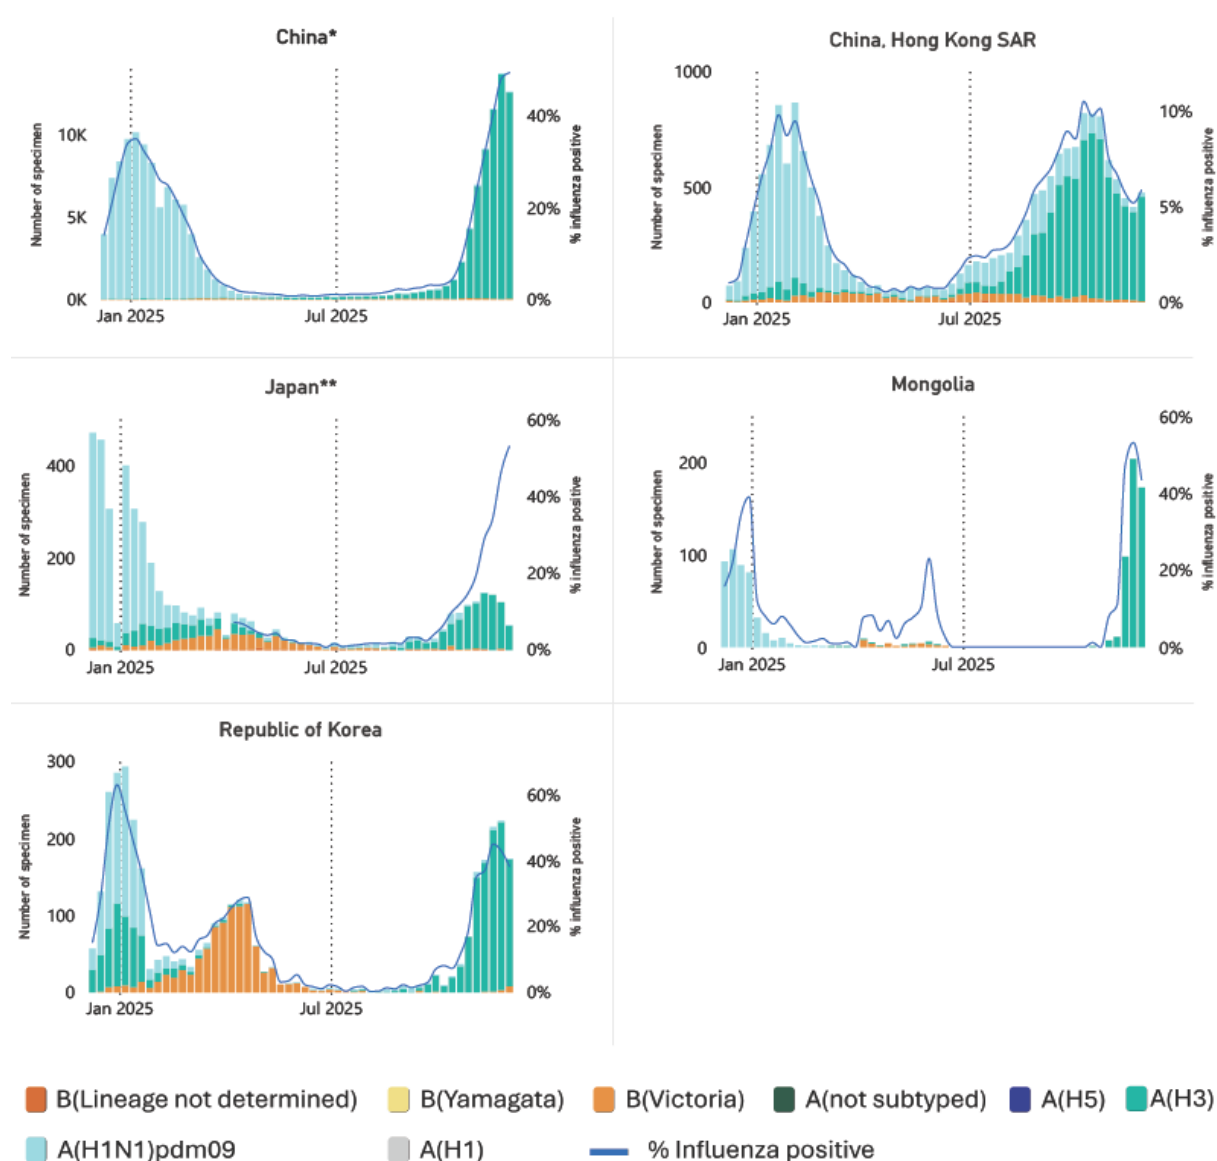 China*
Number of specimen
10K
5K
0K
40%
20%
0%
% influenza positive
Jan 2025
Jul 2025
China, Hong Kong SAR
Number of specimen
1000
500
0
10%
5%
0%
% influenza positive
Jan 2025
Jul 2025
Japan**
Number of specimen
400
200
0
60%
40%
20%
0%
% influenza positive
Jan 2025
Jul 2025
Mongolia
Number of specimen
200
100
0
60%
40%
20%
0%
% influenza positive
Jan 2025
Jul 2025
Republic of Korea
Number of specimen
300
200
100
0
60%
40%
20%
0%
% influenza positive
Jan 2025
Jul 2025
B(Lineage not determined) B(Yamagata) B(Victoria) A(not subtyped) A(H5) A(H3)
A(H1N1)pdm09 A(H1) % Influenza positive